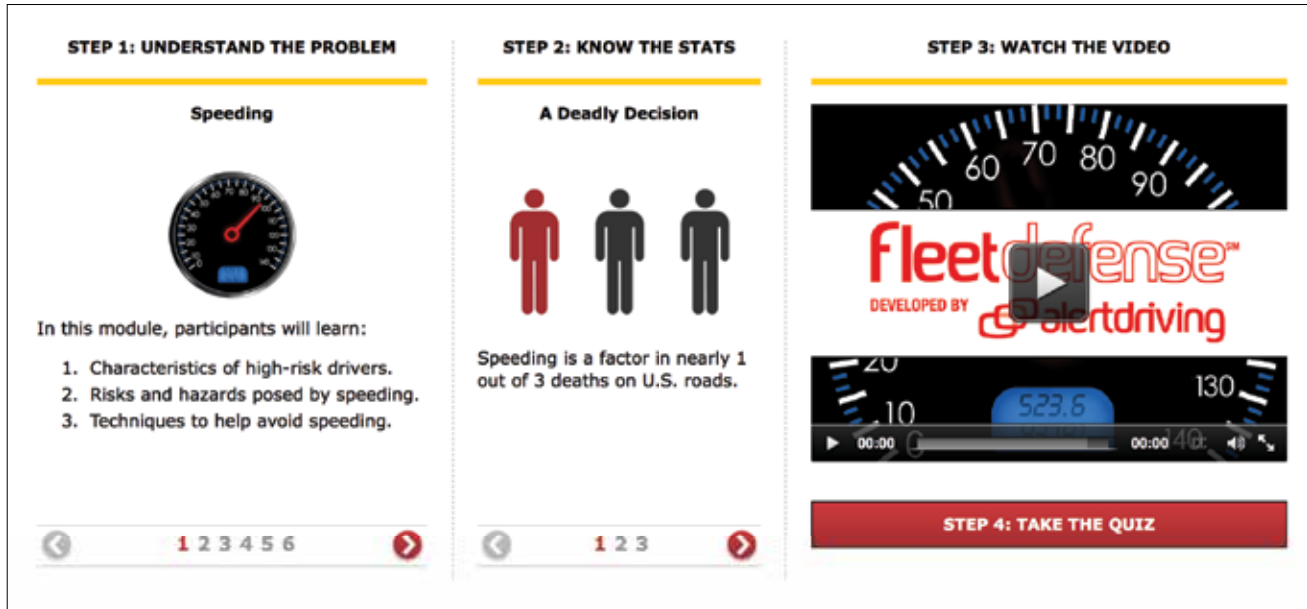 STEP 1: UNDERSTAND THE PROBLEM
Speeding
In this module, participants will learn:
1. Characteristics of high-risk drivers.
2. Risks and hazards posed by speeding.
3. Techniques to help avoid speeding.
1 2 3 4 5 6
STEP 2: KNOW THE STATS
A Deadly Decision
Speeding is a factor in nearly 1
out of 3 deaths on U.S. roads.
1 2 3
STEP 3: WATCH THE VIDEO
50 60 70 80 90
fleetdefense℠
DEVELOPED BY
alertdriving
20 130
10 523.6
0 140
00:00 00:00
STEP 4: TAKE THE QUIZ